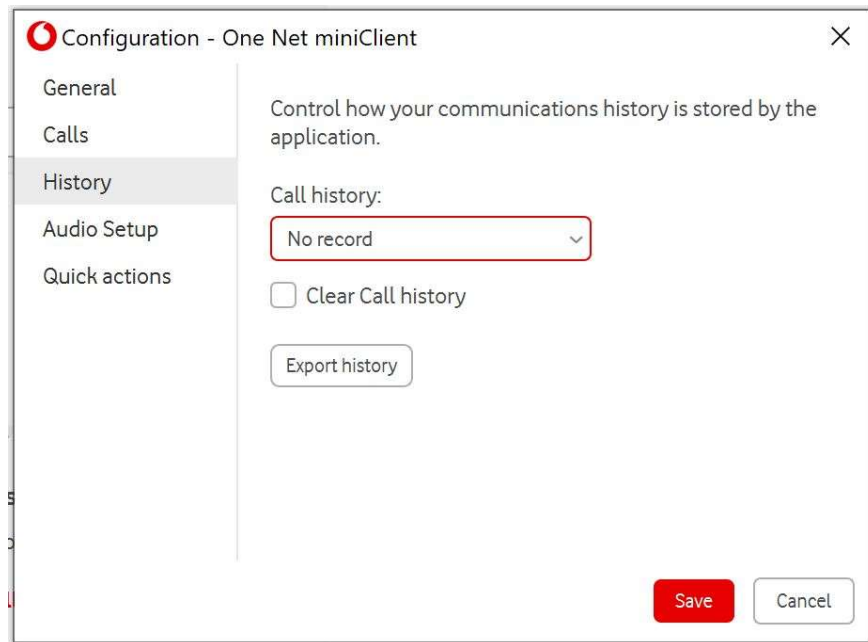 Configuration - One Net miniClient
General
Calls
History
Audio Setup
Quick actions
Control how your communications history is stored by the
application.
Call history:
No record
Clear Call history
Export history
Save
Cancel